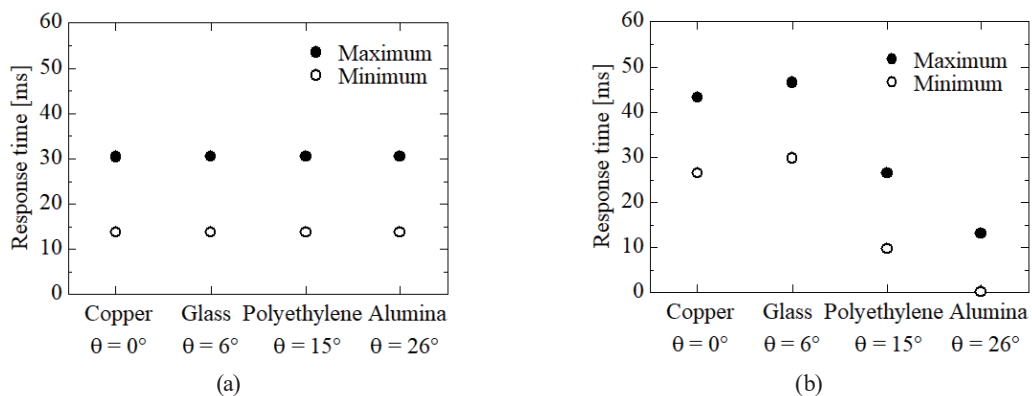 60
50
40
30
20
10
0
Response time [ms]
Maximum
Minimum
Copper Glass Polyethylene Alumina
θ = 0° θ = 6° θ = 15° θ = 26°
(a)
60
50
40
30
20
10
0
Response time [ms]
Maximum
Minimum
Copper Glass Polyethylene Alumina
θ = 0° θ = 6° θ = 15° θ = 26°
(b)